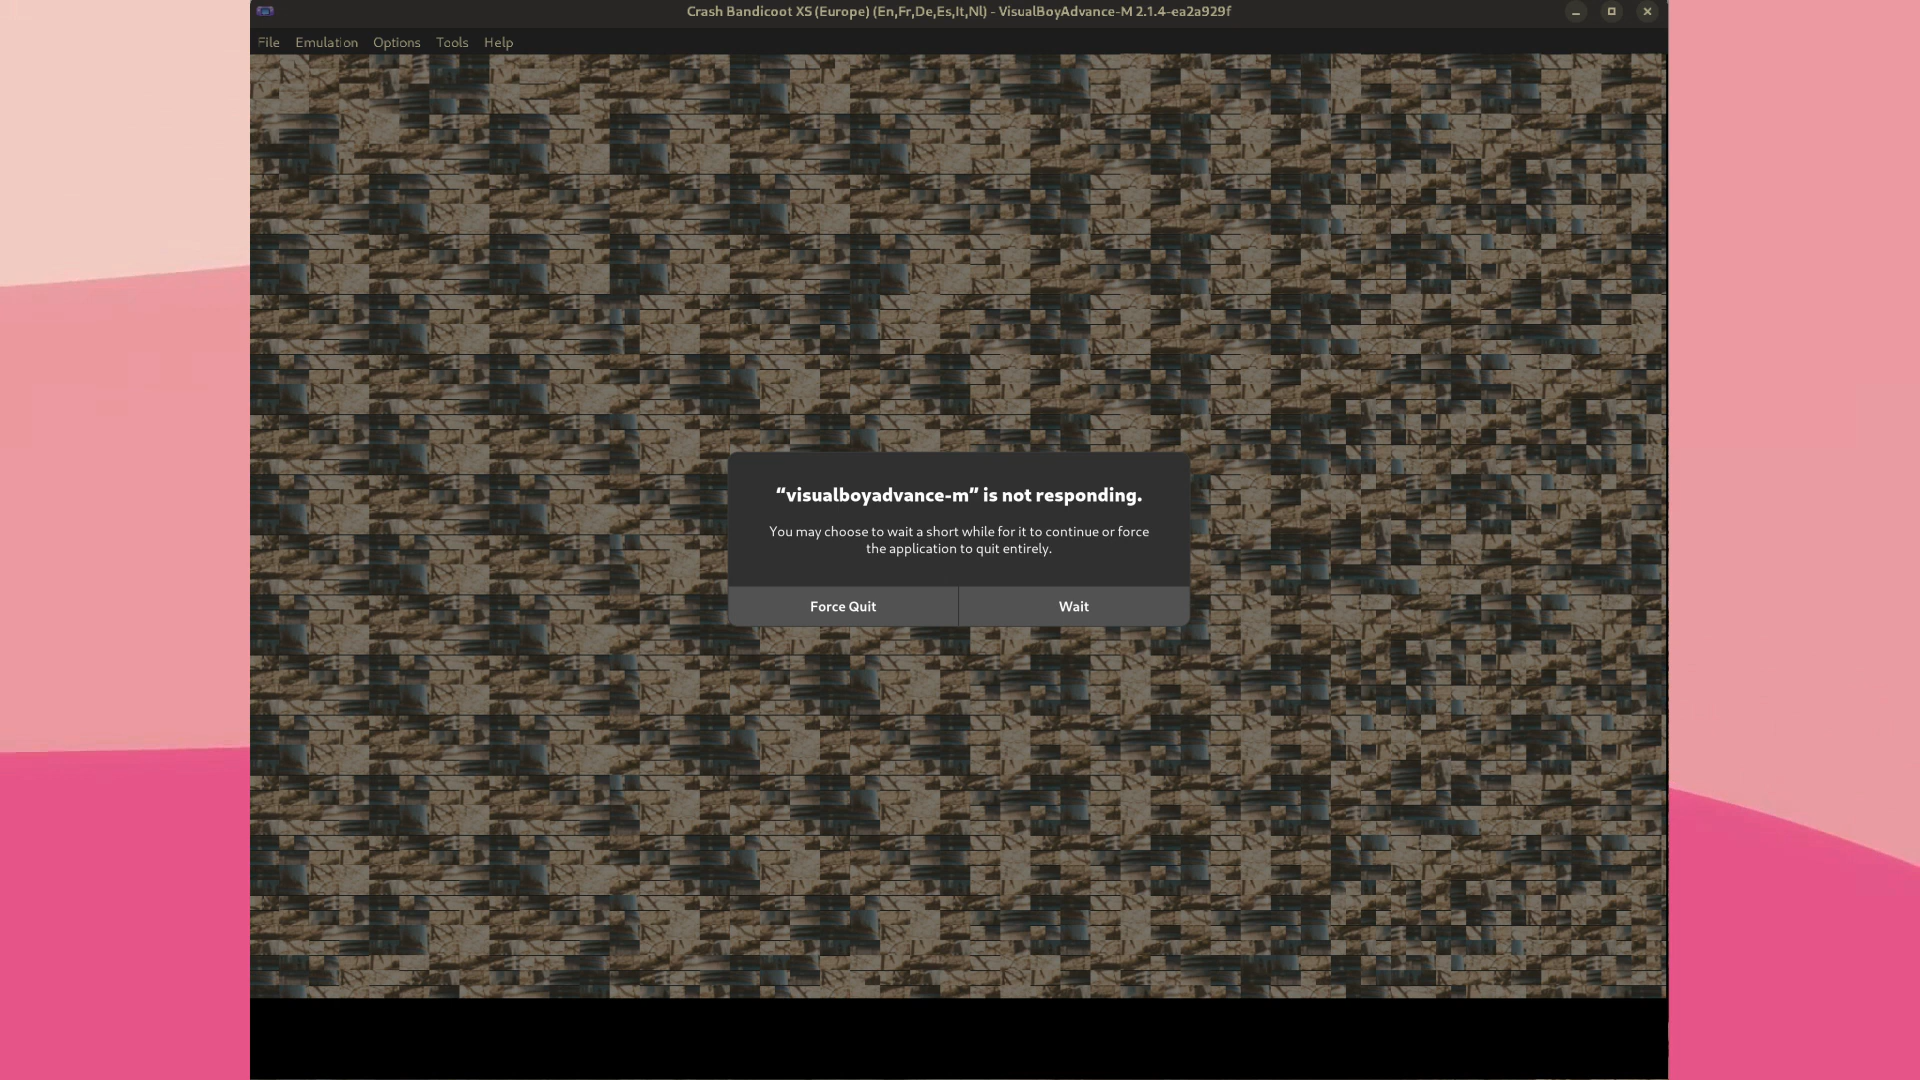 Crash Bandicoot XS (Europe) (En,Fr,De,Es,It,Nl) - VisualBoyAdvance-M 2.1.4-ea2a929f
File Emulation Options Tools Help
“visualboyadvance-m” is not responding.
You may choose to wait a short while for it to continue or force
the application to quit entirely.
Force Quit Wait